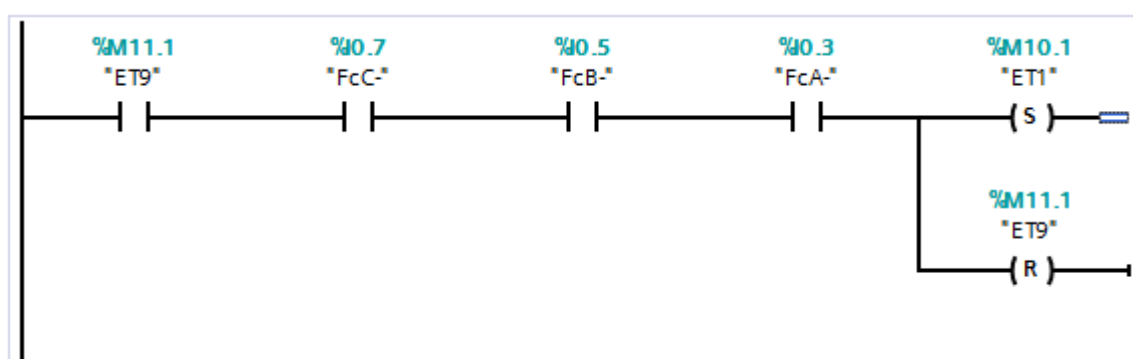 %M11.1 %I0.7 %I0.5 %I0.3 %M10.1
"ET9" "FcC-" "FcB-" "FcA-" "ET1"
S
%M11.1
"ET9"
R